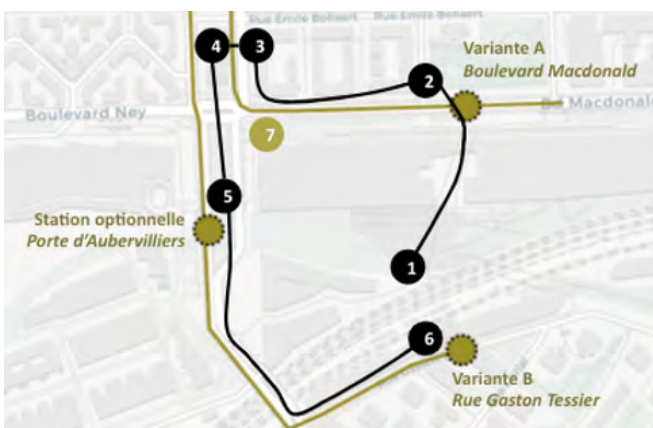 Rue Emile Bollaert
Rue Emile Bollaert
4
3
Variante A
Boulevard Macdonald
2
Bd Macdonald
Boulevard Ney
7
5
Station optionnelle
Porte d'Aubervilliers
1
6
Variante B
Rue Gaston Tessier